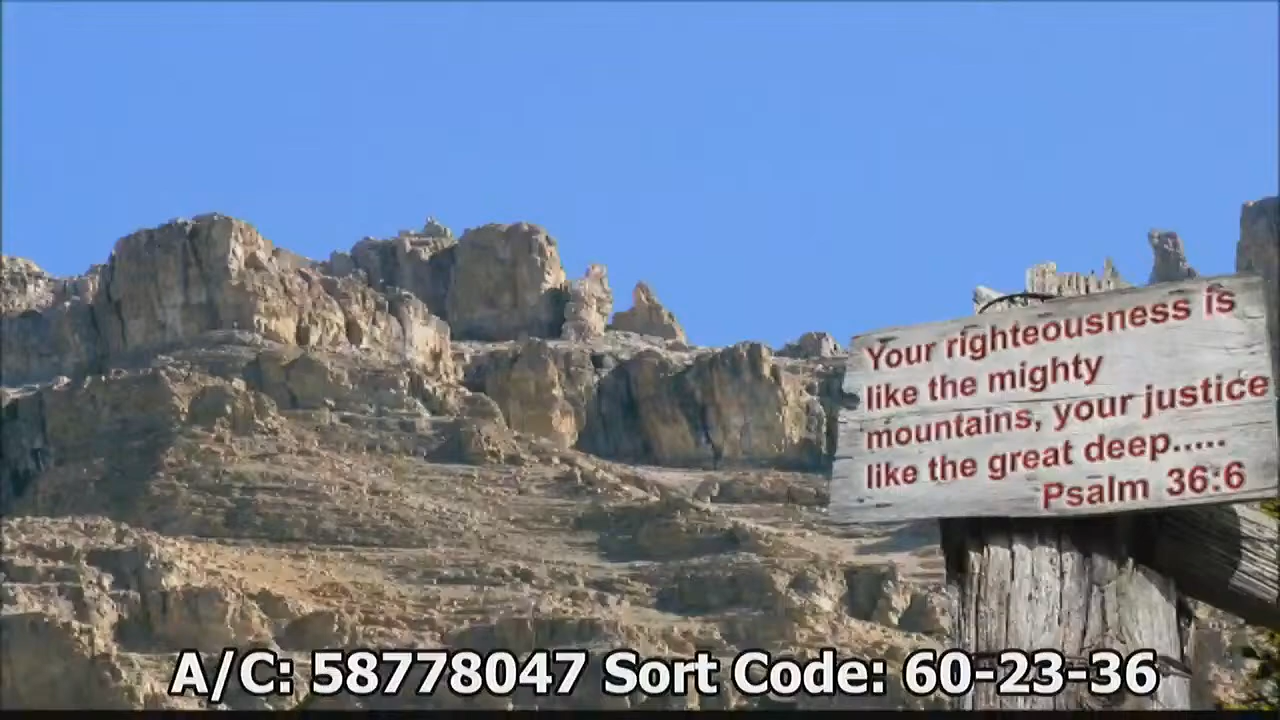 Your righteousness is
like the mighty
mountains, your justice
like the great deep.....
Psalm 36:6
A/C: 58778047 Sort Code: 60-23-36